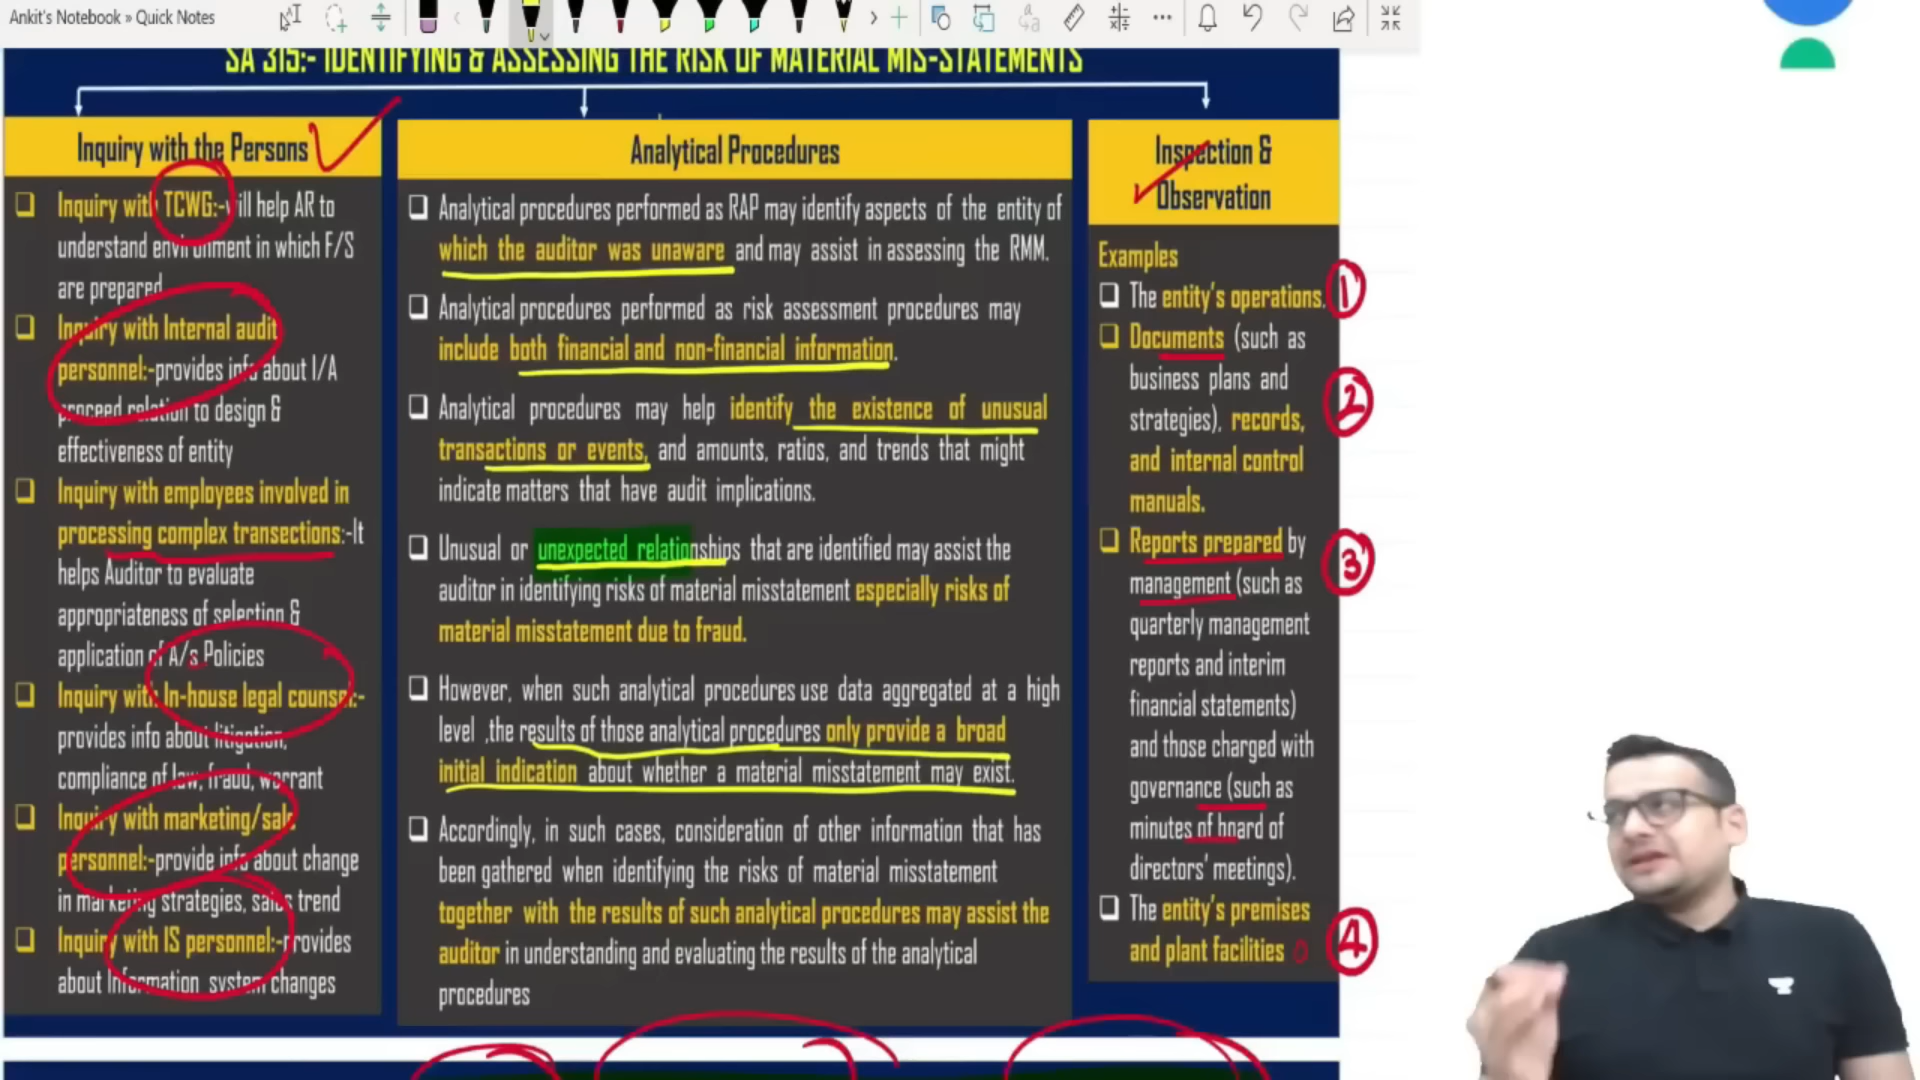 Ankit's Notebook » Quick Notes
SA 315:- IDENTIFYING & ASSESSING THE RISK OF MATERIAL MIS-STATEMENTS
Inquiry with the Persons
Inquiry with TCWG:-will help AR to
understand environment in which F/S
are prepared
Inquiry with Internal audit
personnel:-provides info about I/A
proceed relation to design &
effectiveness of entity
Inquiry with employees involved in
processing complex transections:-It
helps Auditor to evaluate
appropriateness of selection &
application of A/s Policies
Inquiry with In-house legal counsel:-
provides info about litigation,
compliance of law, fraud, warrant
Inquiry with marketing/sale
personnel:-provide info about change
in marketing strategies, sales trend
Inquiry with IS personnel:-provides
about Information system changes
Analytical Procedures
Analytical procedures performed as RAP may identify aspects of the entity of
which the auditor was unaware and may assist in assessing the RMM.
Analytical procedures performed as risk assessment procedures may
include both financial and non-financial information.
Analytical procedures may help identify the existence of unusual
transactions or events, and amounts, ratios, and trends that might
indicate matters that have audit implications.
Unusual or unexpected relationships that are identified may assist the
auditor in identifying risks of material misstatement especially risks of
material misstatement due to fraud.
However, when such analytical procedures use data aggregated at a high
level ,the results of those analytical procedures only provide a broad
initial indication about whether a material misstatement may exist.
Accordingly, in such cases, consideration of other information that has
been gathered when identifying the risks of material misstatement
together with the results of such analytical procedures may assist the
auditor in understanding and evaluating the results of the analytical
procedures
Inspection &
Observation
Examples
The entity's operations. 1
Documents (such as
business plans and
strategies), records, 2
and internal control
manuals.
Reports prepared by 3
management (such as
quarterly management
reports and interim
financial statements)
and those charged with
governance (such as
minutes of board of
directors' meetings).
The entity's premises
and plant facilities 4